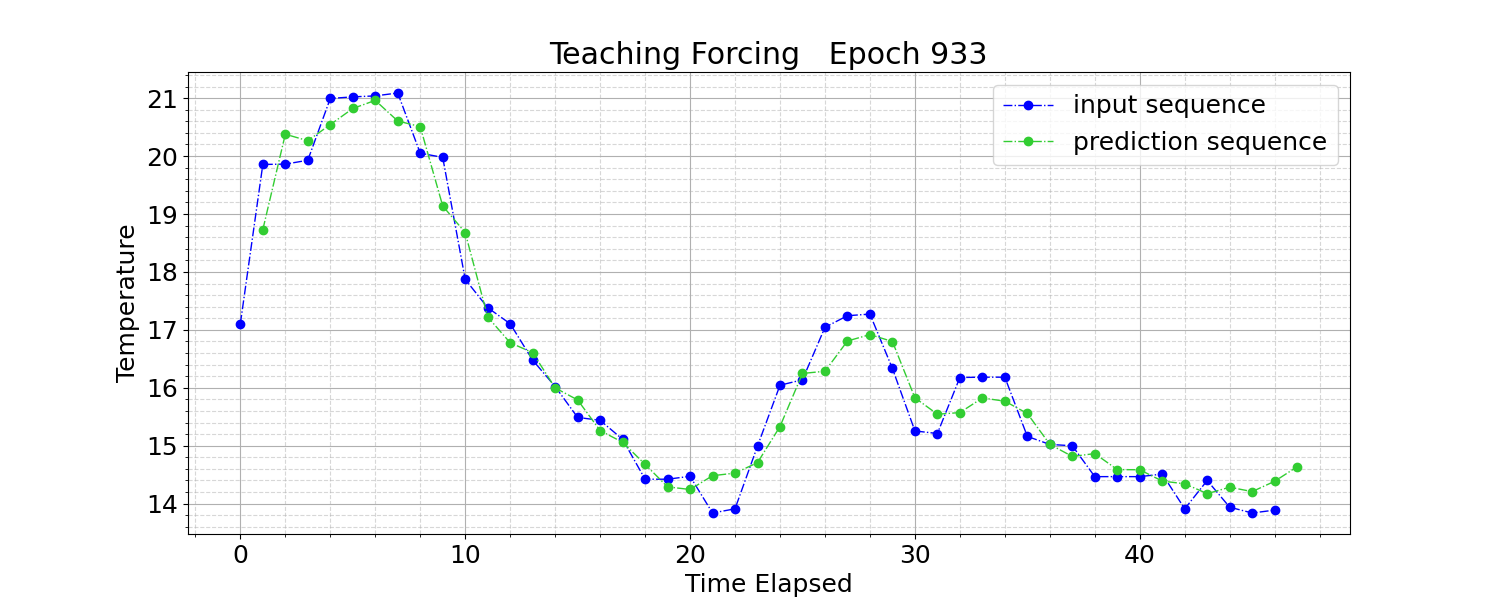 Teaching Forcing   Epoch 933
input sequence
prediction sequence
Temperature
21
20
19
18
17
16
15
14
0 10 20 30 40
Time Elapsed